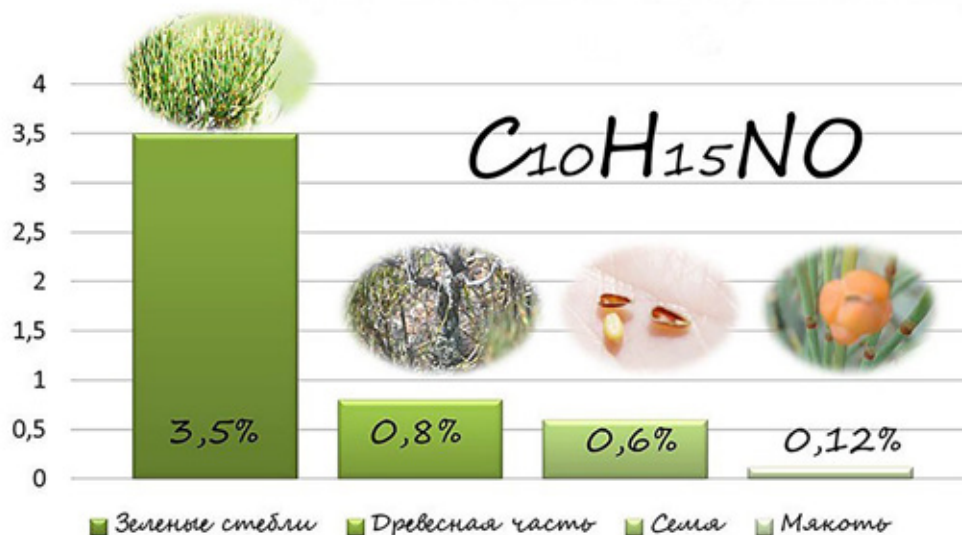 4
3,5
3
2,5
2
1,5
1
0,5
0
C₁₀H₁₅NO
3,5%
0,8%
0,6%
0,12%
Зеленые стебли
Древесная часть
Семя
Мякоть